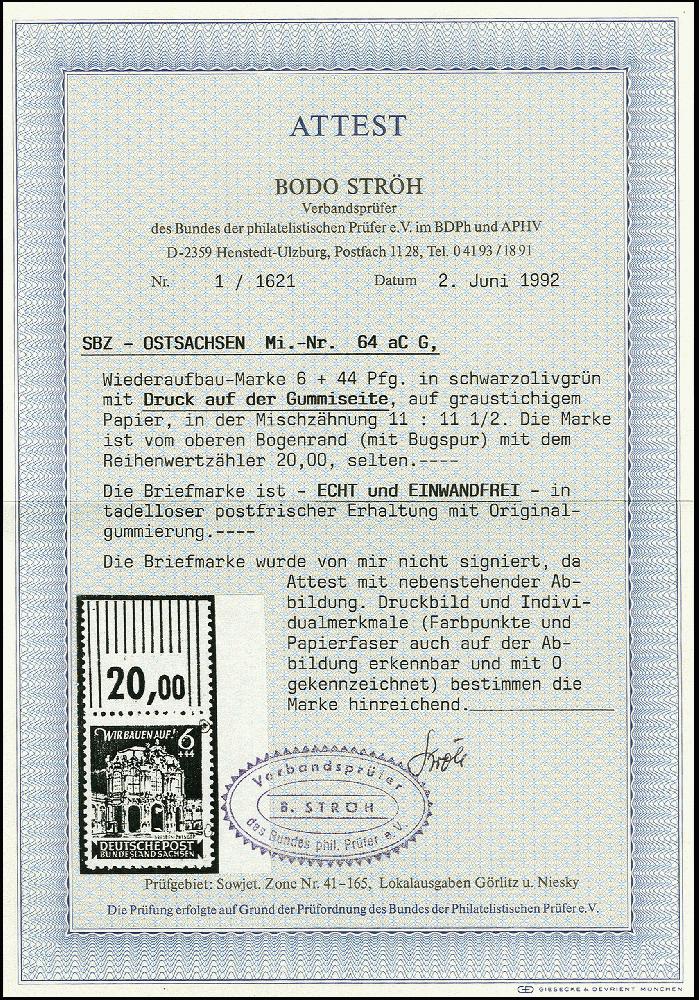 ATTEST
BODO STRÖH
Verbandsprüfer
des Bundes der philatelistischen Prüfer e.V. im BDPh und APHV
D-2359 Henstedt-Ulzburg, Postfach 11 28, Tel. 0 41 93 / 18 91
Nr. 1 / 1621 Datum 2. Juni 1992
SBZ - OSTSACHSEN Mi.-Nr. 64 aC G,
Wiederaufbau-Marke 6 + 44 Pfg. in schwarzolivgrün
mit Druck auf der Gummiseite, auf graustichigem
Papier, in der Mischzähnung 11 : 11 1/2. Die Marke
ist vom oberen Bogenrand (mit Bugspur) mit dem
Reihenwertzähler 20,00, selten.----
Die Briefmarke ist - ECHT und EINWANDFREI - in
tadelloser postfrischer Erhaltung mit Original-
gummierung.----
Die Briefmarke wurde von mir nicht signiert, da
Attest mit nebenstehender Ab-
bildung. Druckbild und Indivi-
dualmerkmale (Farbpunkte und
Papierfaser auch auf der Ab-
bildung erkennbar und mit O
gekennzeichnet) bestimmen die
Marke hinreichend.
20,00
WIR BAUEN AUF! 6
+44
DEUTSCHE POST
BUNDESLAND SACHSEN
Ströh
Verbandsprüfer
B. STRÖH
des Bundes phil. Prüfer e.V.
Prüfgebiet: Sowjet. Zone Nr. 41-165, Lokalausgaben Görlitz u. Niesky
Die Prüfung erfolgte auf Grund der Prüfordnung des Bundes der Philatelistischen Prüfer e.V.
GIESECKE & DEVRIENT MÜNCHEN